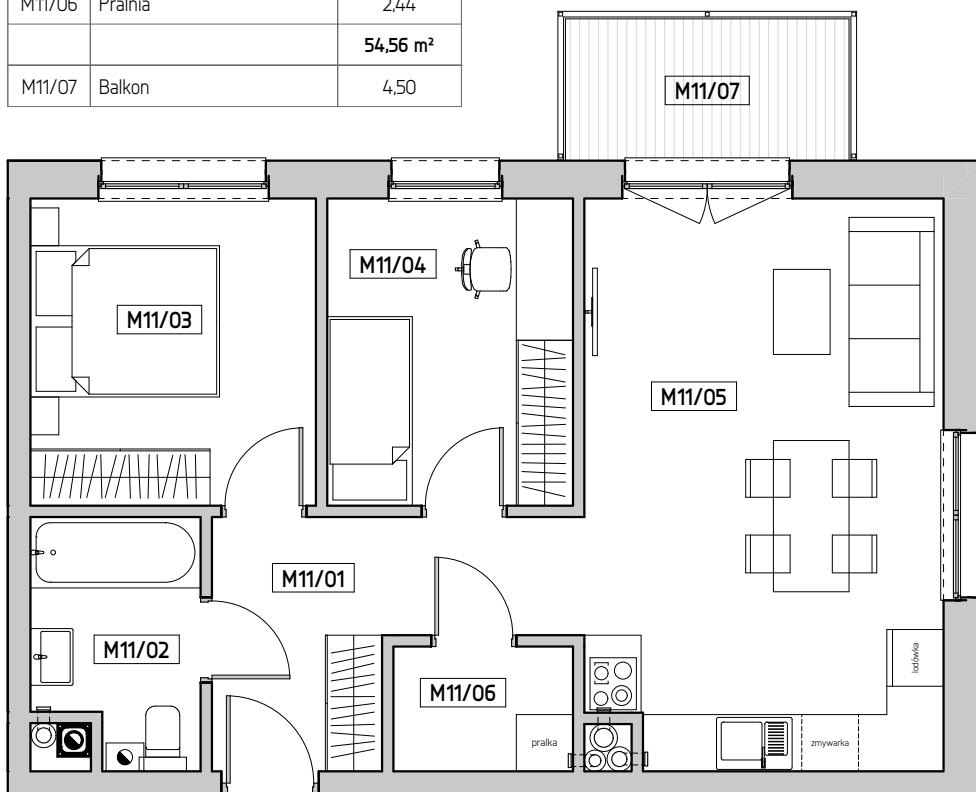 M11/06 Pralnia 2,44
54,56 m²
M11/07 Balkon 4,50
M11/07
M11/04
M11/03
M11/05
M11/01
M11/02
M11/06
lodówka
pralka
zmywarka